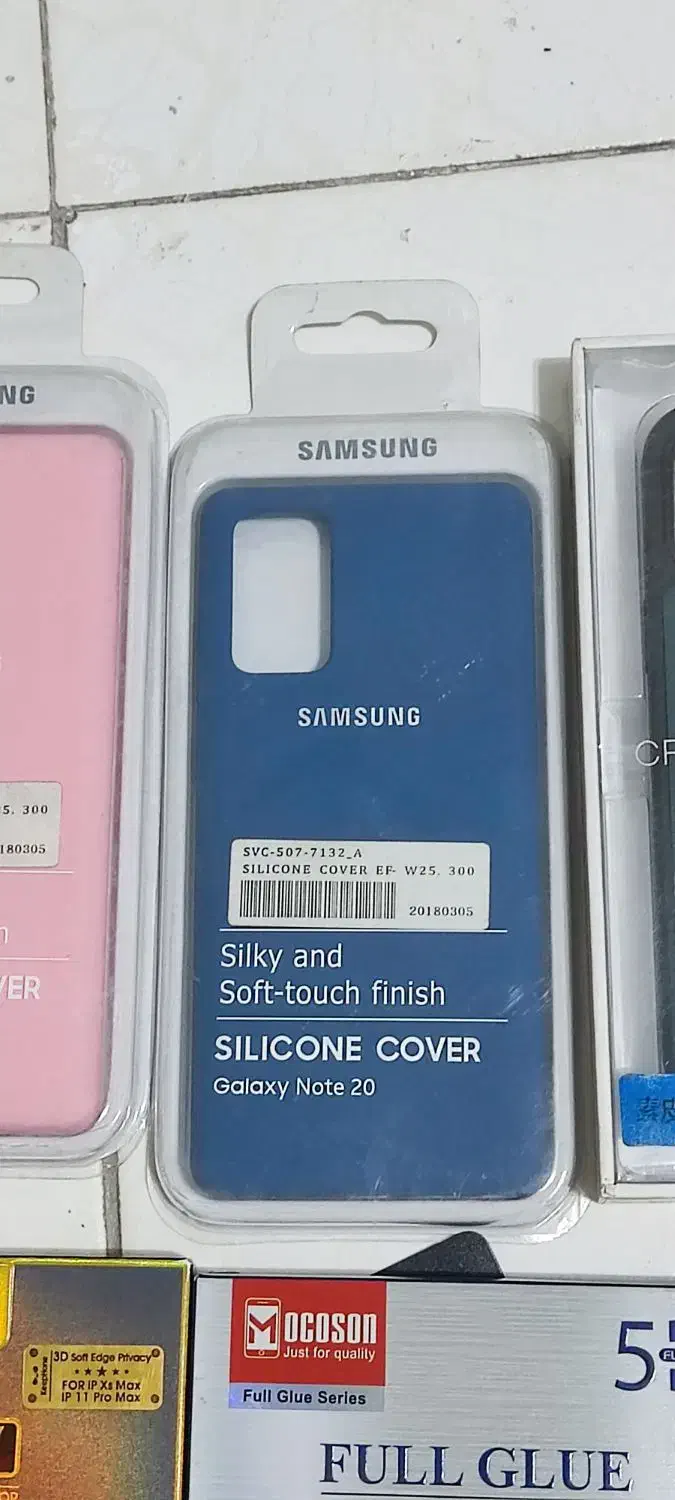 NG
SAMSUNG
SAMSUNG
5. 300
180305
VER
SVC-507-7132_A
SILICONE COVER EF- W25. 300
20180305
Silky and
Soft-touch finish
SILICONE COVER
Galaxy Note 20
CR
3D Soft Edge Privacy
KeepHone
FOR IP Xs Max
IP 11 Pro Max
MOCOSON
Just for quality
Full Glue Series
5
FULL GLUE